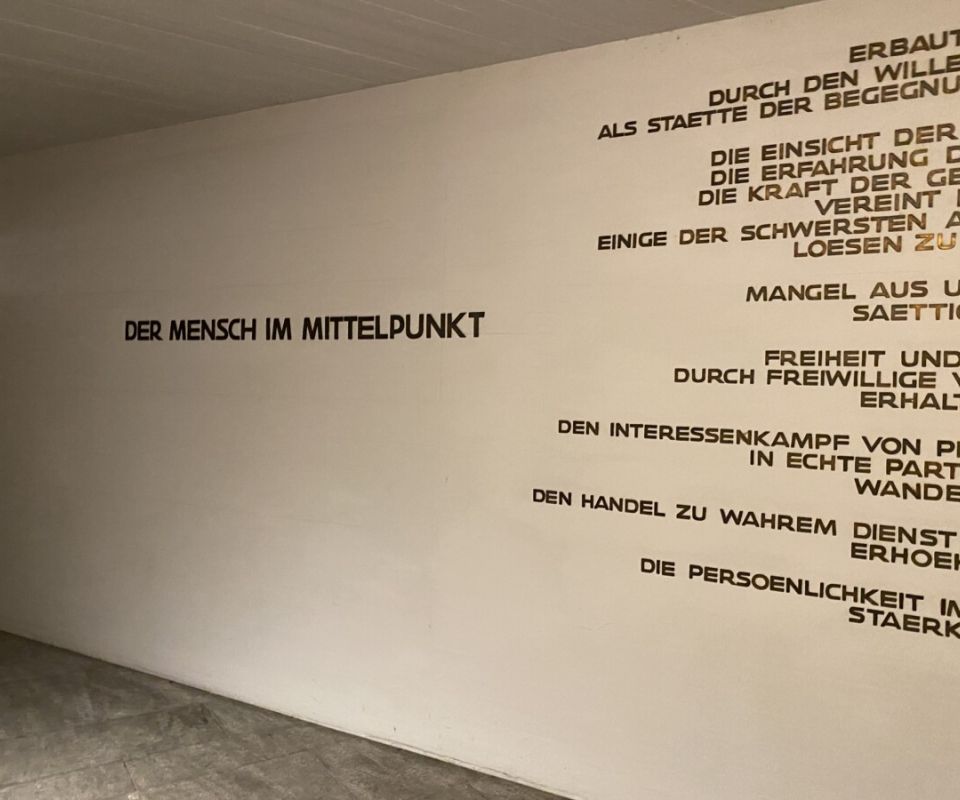 DER MENSCH IM MITTELPUNKT
ERBAUT
DURCH DEN WILLE
ALS STAETTE DER BEGEGNU
DIE EINSICHT DER
DIE ERFAHRUNG D
DIE KRAFT DER GE
VEREINT
EINIGE DER SCHWERSTEN A
LOESEN ZU
MANGEL AUS U
SAETTIG
FREIHEIT UND
DURCH FREIWILLIGE V
ERHALT
DEN INTERESSENKAMPF VON P
IN ECHTE PART
WANDE
DEN HANDEL ZU WAHREM DIENST
ERHOEH
DIE PERSOENLICHKEIT IM
STAERK